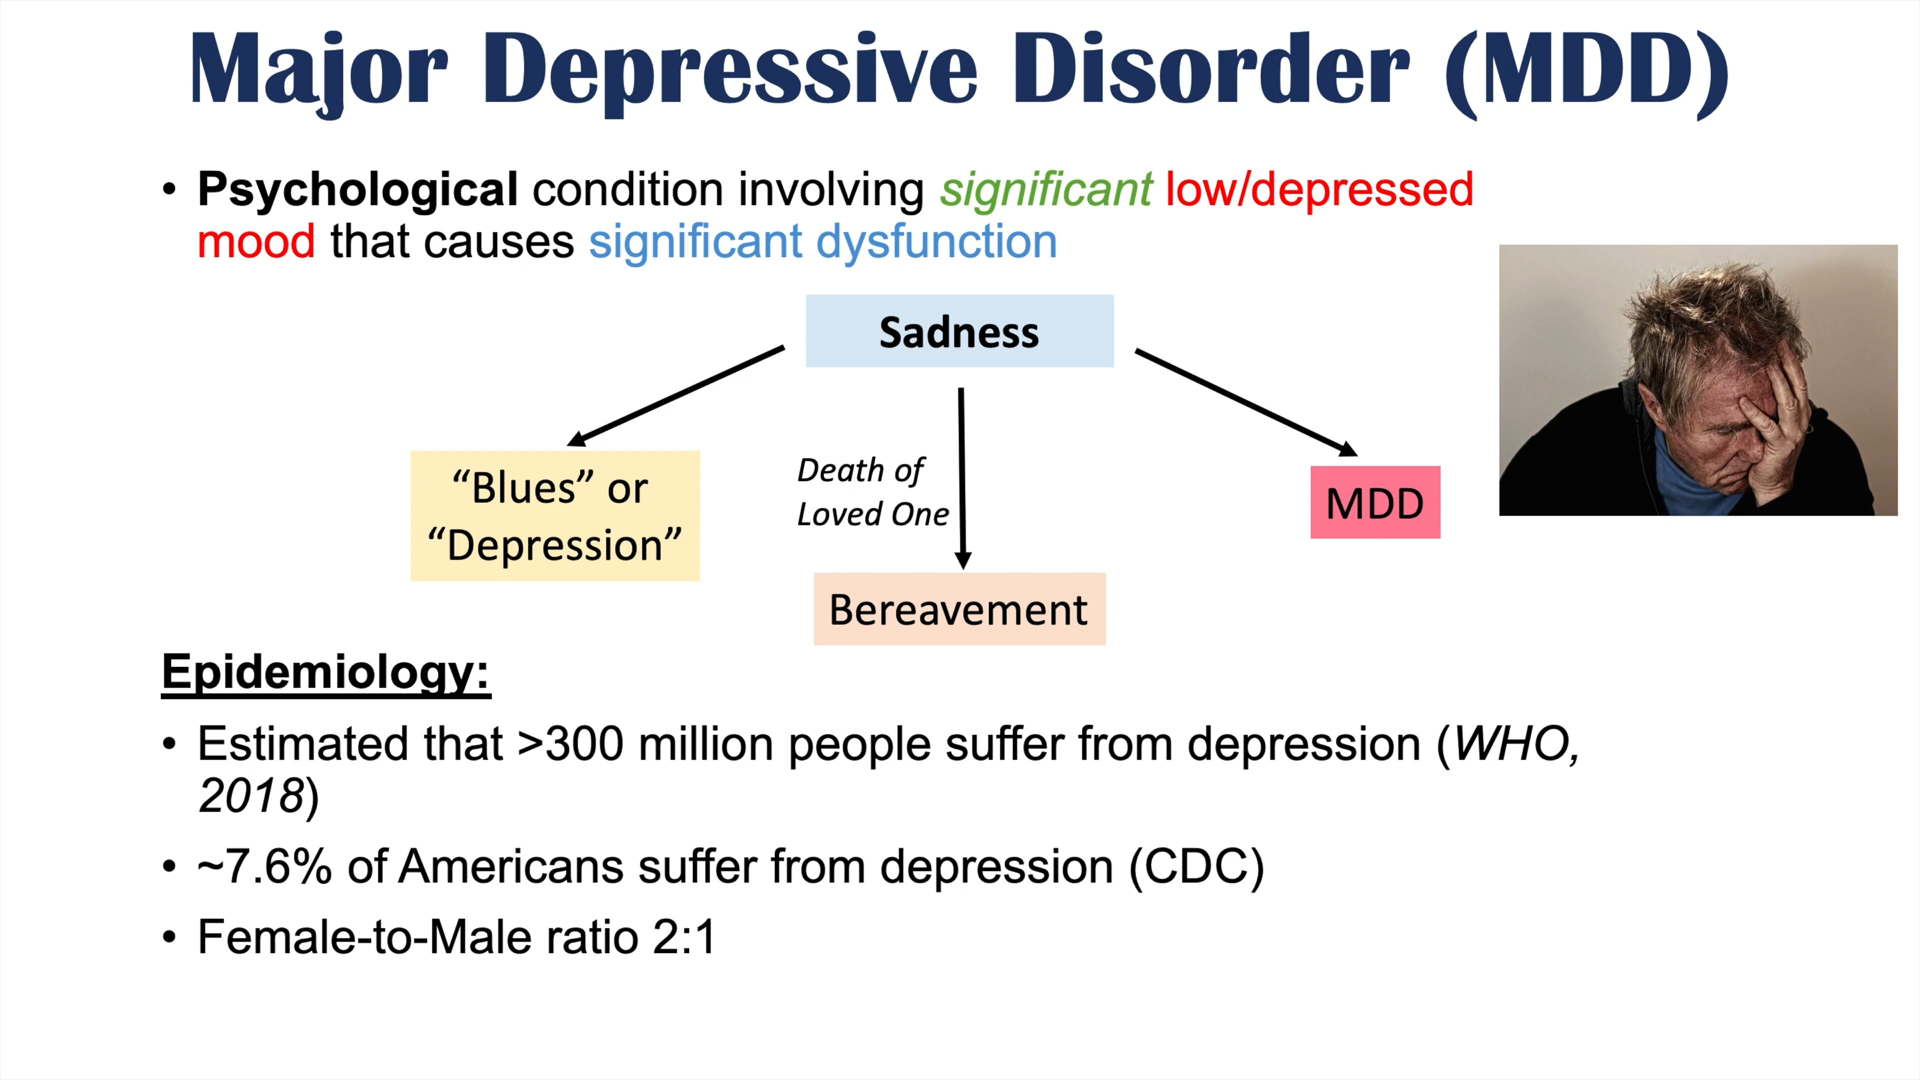 Major Depressive Disorder (MDD)
• Psychological condition involving significant low/depressed
mood that causes significant dysfunction
Sadness
“Blues” or
“Depression”
Death of
Loved One
MDD
Bereavement
Epidemiology:
• Estimated that >300 million people suffer from depression (WHO,
2018)
• ~7.6% of Americans suffer from depression (CDC)
• Female-to-Male ratio 2:1